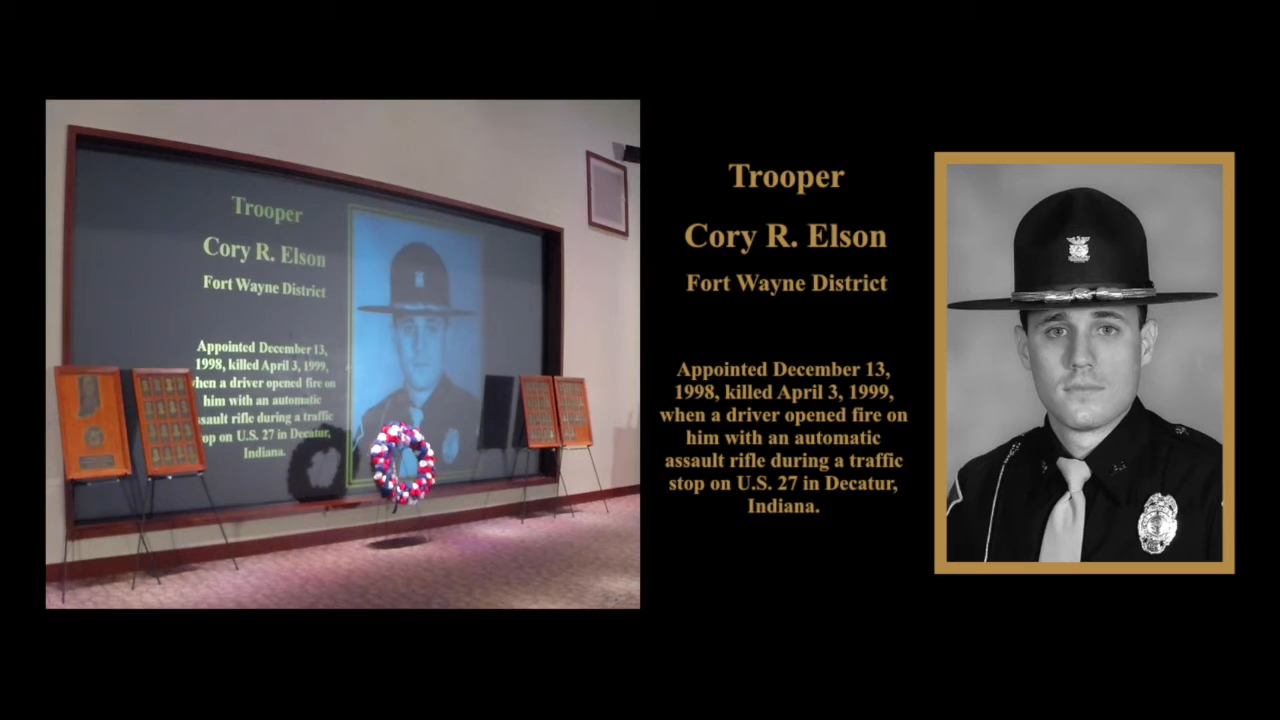 Trooper
Cory R. Elson
Fort Wayne District
Appointed December 13,
1998, killed April 3, 1999,
when a driver opened fire on
him with an automatic
assault rifle during a traffic
stop on U.S. 27 in Decatur,
Indiana.
Trooper
Cory R. Elson
Fort Wayne District
Appointed December 13,
1998, killed April 3, 1999,
when a driver opened fire on
him with an automatic
assault rifle during a traffic
stop on U.S. 27 in Decatur,
Indiana.